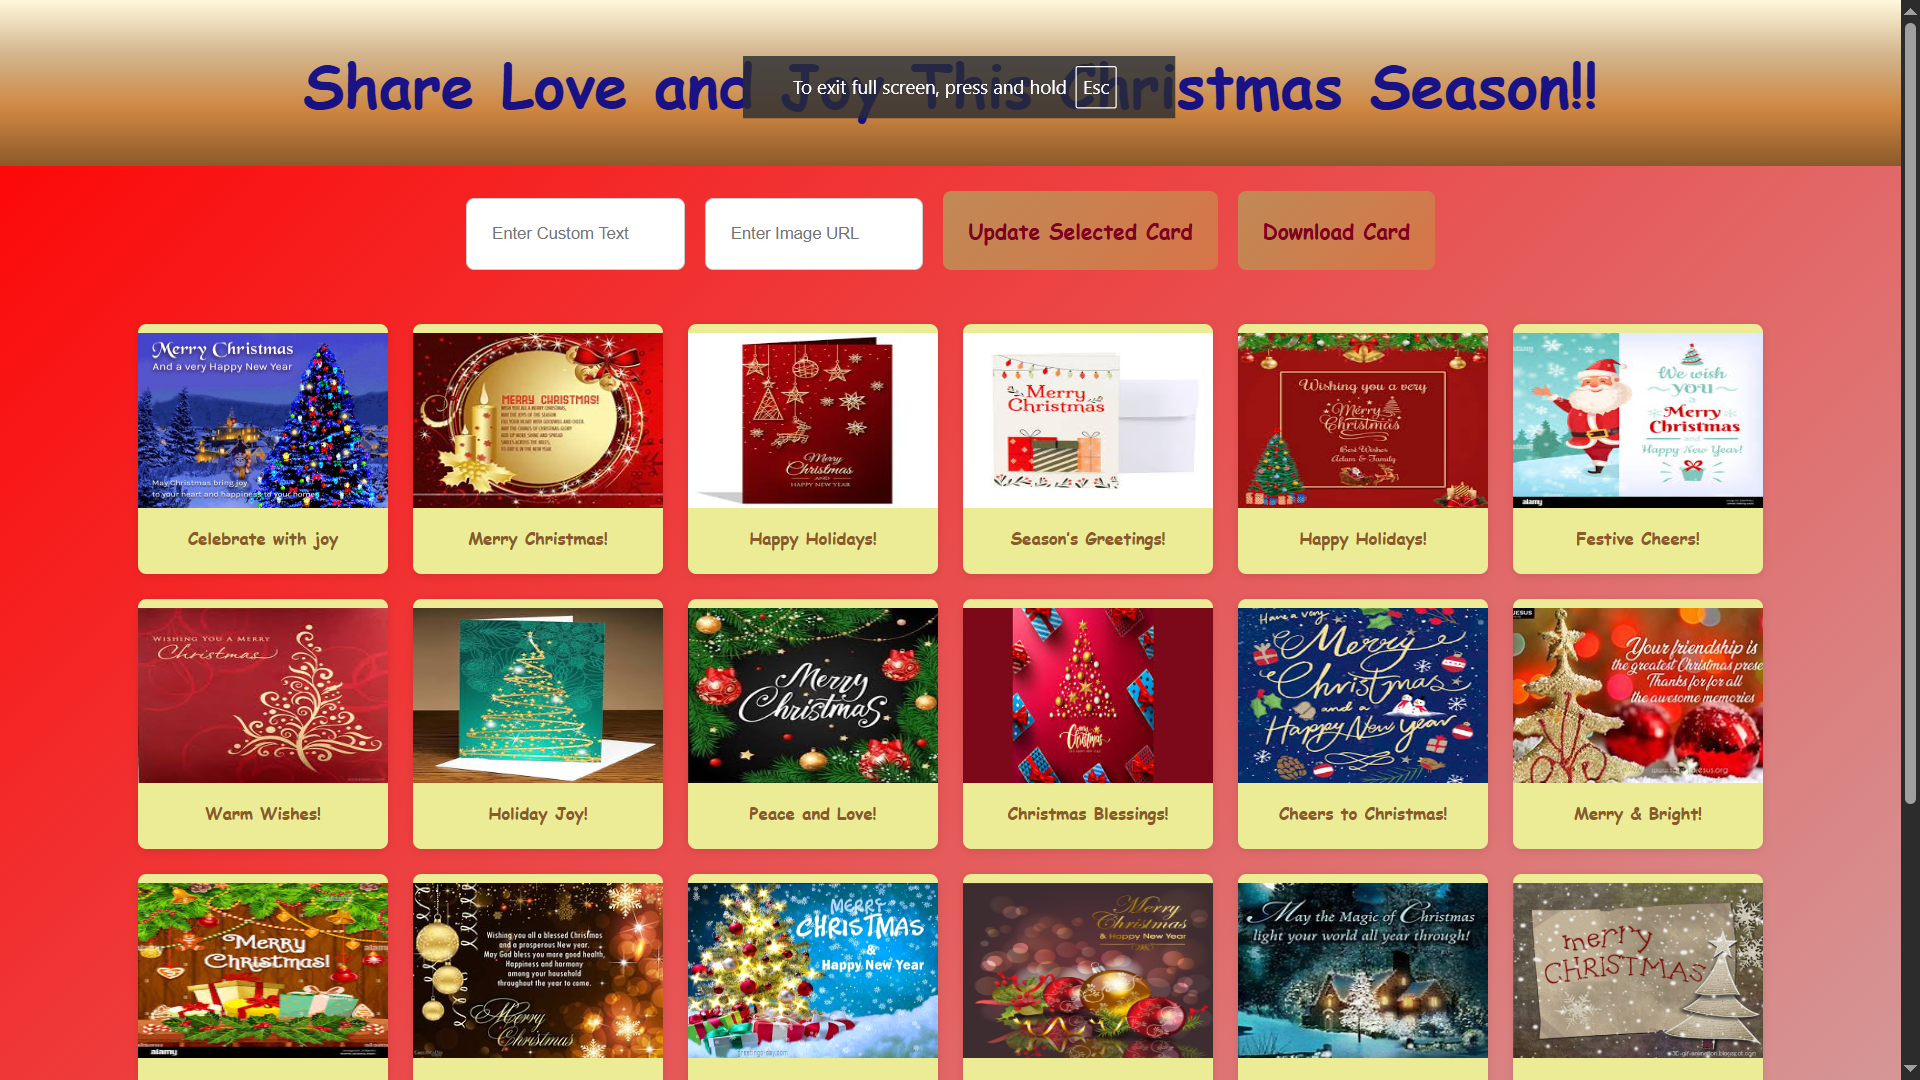 Share Love and Joy This Christmas Season!!
To exit full screen, press and hold Esc
Enter Custom Text
Enter Image URL
Update Selected Card
Download Card
Merry Christmas
And a very Happy New Year
May Christmas bring joy
to your heart and happiness to your home
Celebrate with joy
MERRY CHRISTMAS!
Merry Christmas!
Merry
Christmas
AND
HAPPY NEW YEAR
Happy Holidays!
Merry
Christmas
Season's Greetings!
Wishing you a very
Merry
Christmas
Best Wishes
Adam & Family
Happy Holidays!
We wish
you
a
Merry
Christmas
and
Happy New Year!
alamy
Festive Cheers!
WISHING YOU A MERRY
Christmas
Warm Wishes!
Holiday Joy!
Merry
Christmas
Peace and Love!
Merry
Christmas
Christmas Blessings!
Have a very
Merry
Christmas
and a
Happy New Year
Cheers to Christmas!
JESUS
Your friendship is
the greatest Christmas prese
Thanks for for all
the awesome memories
Merry & Bright!
Merry
Christmas!
alamy
Wishing you all a blessed Christmas
and a prosperous New year.
May God bless you more good health,
Happiness and harmony
among your household
throughout the year to come.
Merry
Christmas
MERRY
CHRISTMAS
&
Happy New Year
greetings-day.com
Merry
Christmas
& Happy New Year
May the Magic of Christmas
light your world all year through!
merry
CHRISTMAS